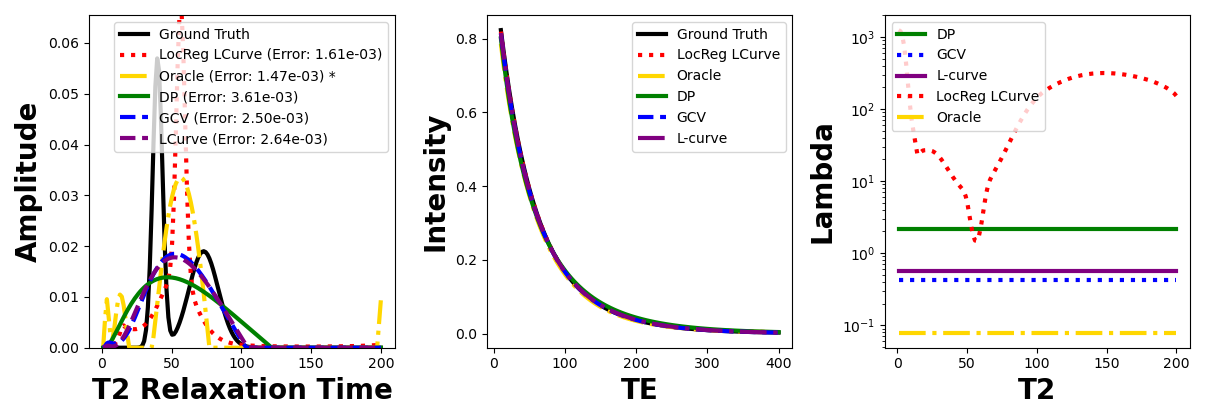 Amplitude
0.06
0.05
0.04
0.03
0.02
0.01
0.00
Ground Truth
LocReg LCurve (Error: 1.61e-03)
Oracle (Error: 1.47e-03) *
DP (Error: 3.61e-03)
GCV (Error: 2.50e-03)
LCurve (Error: 2.64e-03)
0 50 100 150 200
T2 Relaxation Time
Intensity
0.8
0.6
0.4
0.2
0.0
Ground Truth
LocReg LCurve
Oracle
DP
GCV
L-curve
0 100 200 300 400
TE
Lambda
10³
10²
10¹
10⁰
10⁻¹
DP
GCV
L-curve
LocReg LCurve
Oracle
0 50 100 150 200
T2